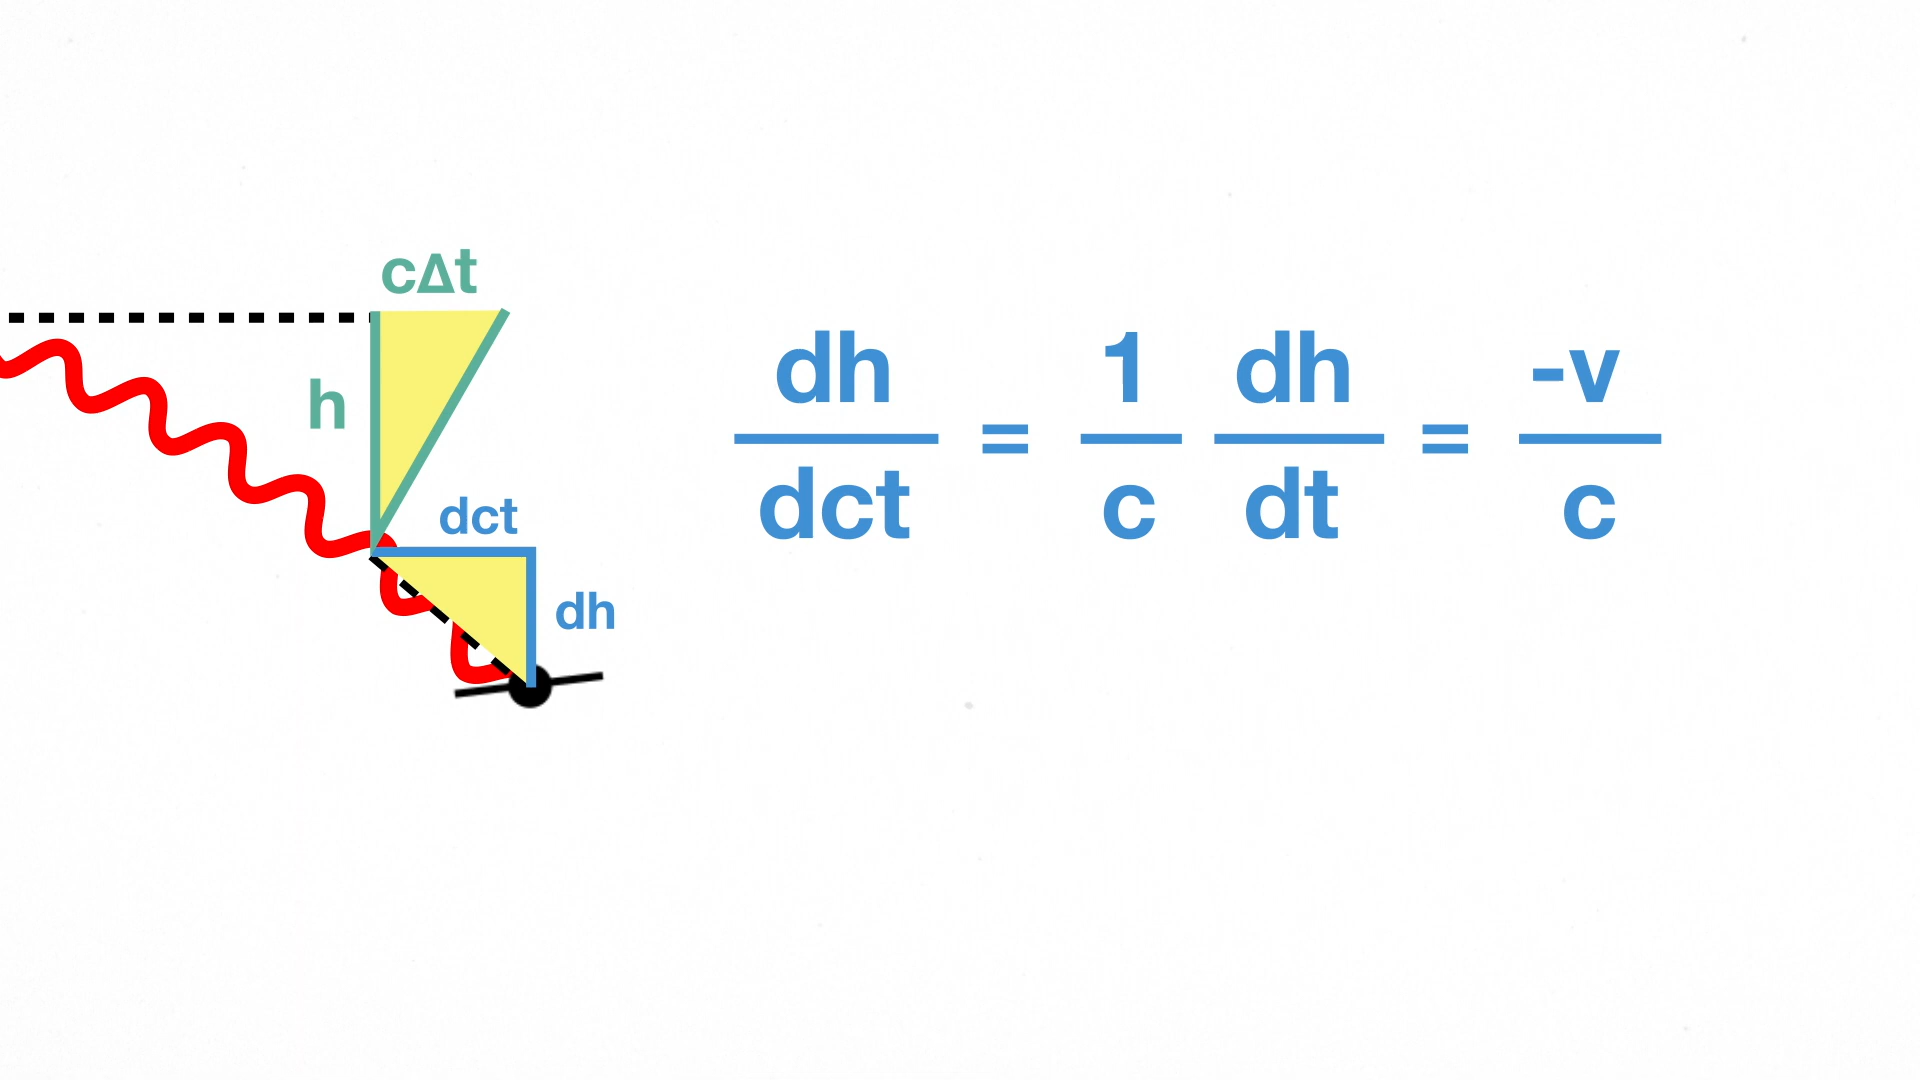 cΔt
h
dct
dh
dh/dct = 1/c dh/dt = -v/c